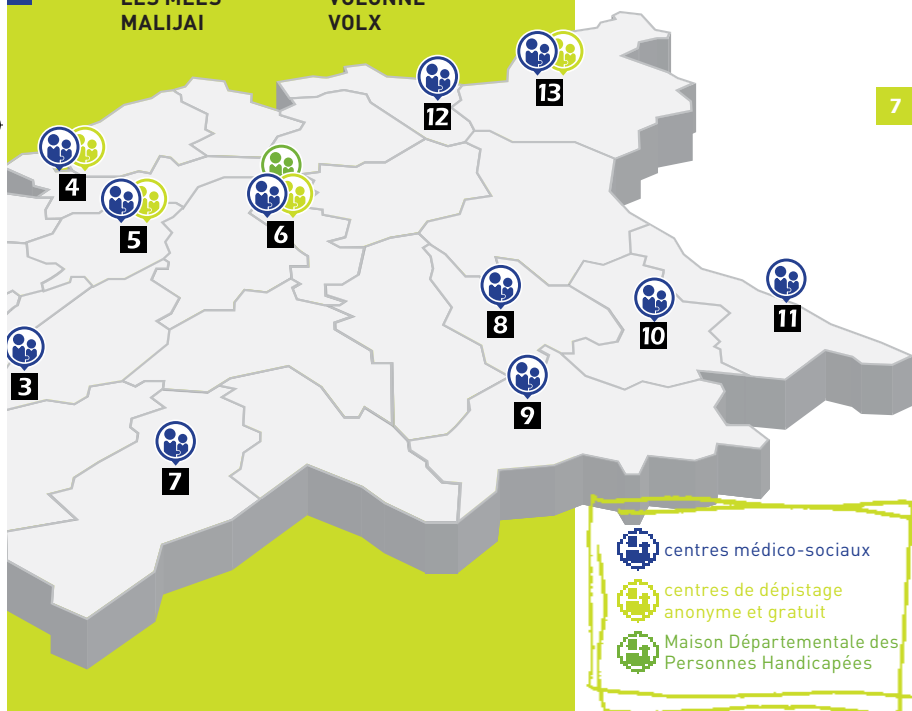 MALIJAI
VOLX
7
12
13
4
5
6
8
10
11
3
9
7
centres médico-sociaux
centres de dépistage
anonyme et gratuit
Maison Départementale des
Personnes Handicapées